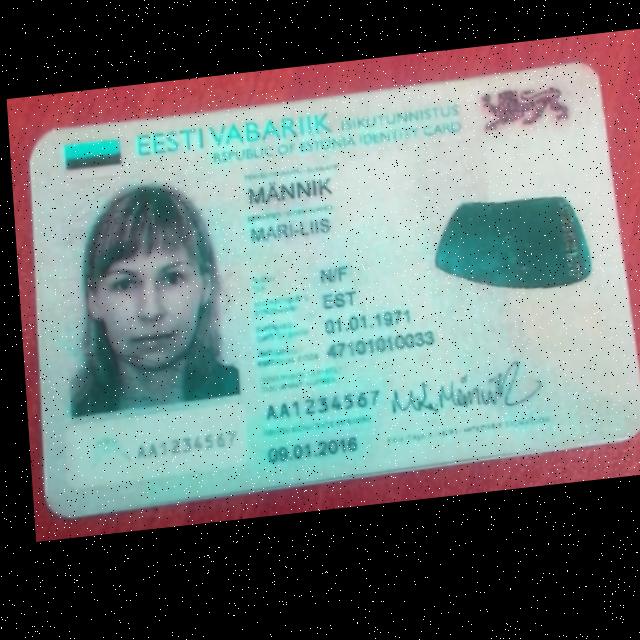 EESTI VABARIIK ISIKUTUNNISTUS
REPUBLIC OF ESTONIA IDENTITY CARD
MÄNNIK
MARI-LIIS
N/F
EST
01.01.1971
47101010033
AA1234567
AA1234567
09.01.2016